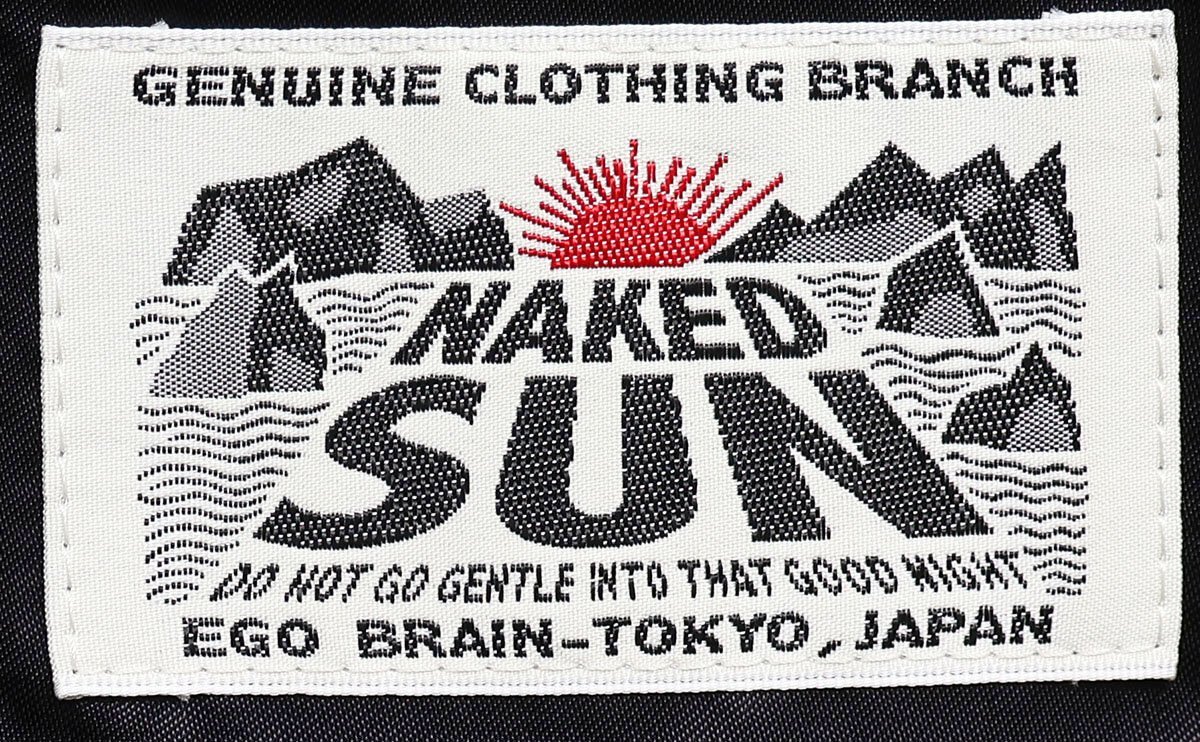 GENUINE CLOTHING BRANCH
NAKED
SUN
DO NOT GO GENTLE INTO THAT GOOD NIGHT
EGO BRAIN-TOKYO, JAPAN